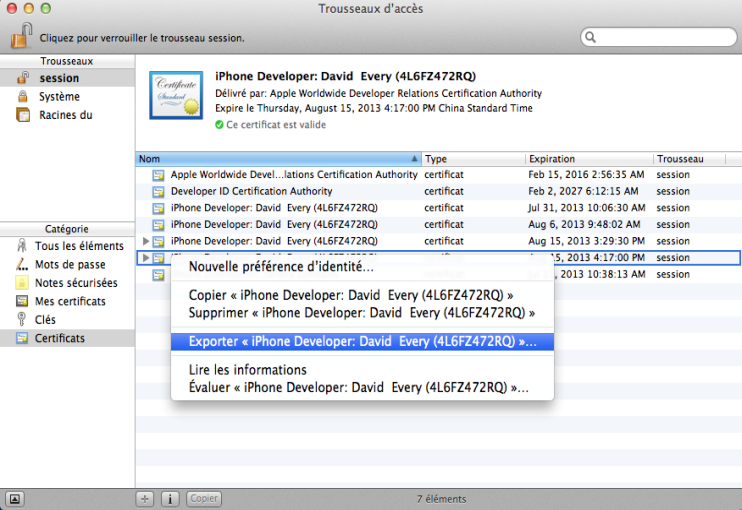 Trousseaux d'accès
Cliquez pour verrouiller le trousseau session.
Trousseaux
session
Système
Racines du
Certificate
Standard
iPhone Developer: David Every (4L6FZ472RQ)
Délivré par: Apple Worldwide Developer Relations Certification Authority
Expire le Thursday, August 15, 2013 4:17:00 PM China Standard Time
Ce certificat est valide
Nom Type Expiration Trousseau
Apple Worldwide Devel...lations Certification Authority certificat Feb 15, 2016 2:56:35 AM session
Developer ID Certification Authority certificat Feb 2, 2027 6:12:15 AM session
iPhone Developer: David Every (4L6FZ472RQ) certificat Jul 31, 2013 10:06:30 AM session
iPhone Developer: David Every (4L6FZ472RQ) certificat Aug 6, 2013 9:48:02 AM session
iPhone Developer: David Every (4L6FZ472RQ) certificat Aug 15, 2013 3:29:30 PM session
15, 2013 4:17:00 PM session
10, 2013 10:38:13 AM session
Nouvelle préférence d'identité...
Copier « iPhone Developer: David Every (4L6FZ472RQ) »
Supprimer « iPhone Developer: David Every (4L6FZ472RQ) »
Exporter « iPhone Developer: David Every (4L6FZ472RQ) »...
Lire les informations
Évaluer « iPhone Developer: David Every (4L6FZ472RQ) »...
Catégorie
Tous les éléments
Mots de passe
Notes sécurisées
Mes certificats
Clés
Certificats
Copier
7 éléments